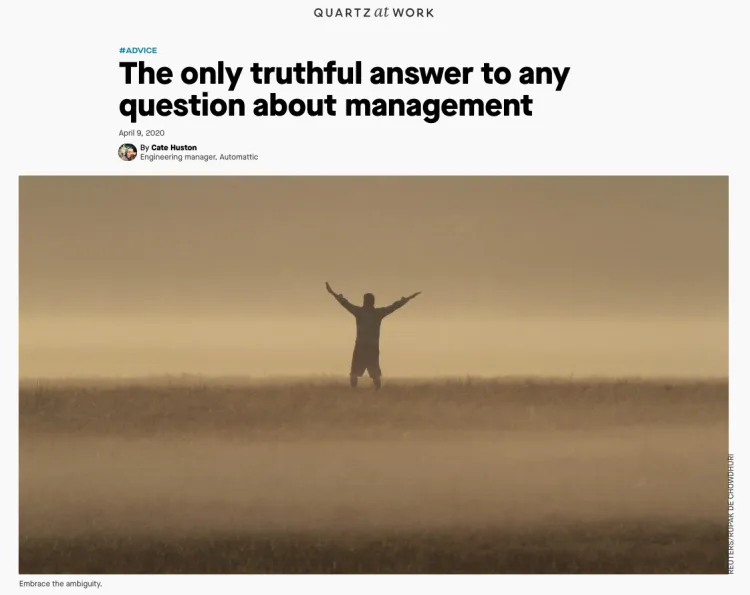 QUARTZ at WORK
#ADVICE
The only truthful answer to any
question about management
April 9, 2020
By Cate Huston
Engineering manager, Automattic
REUTERS/RUPAK DE CHOWDHURI
Embrace the ambiguity.